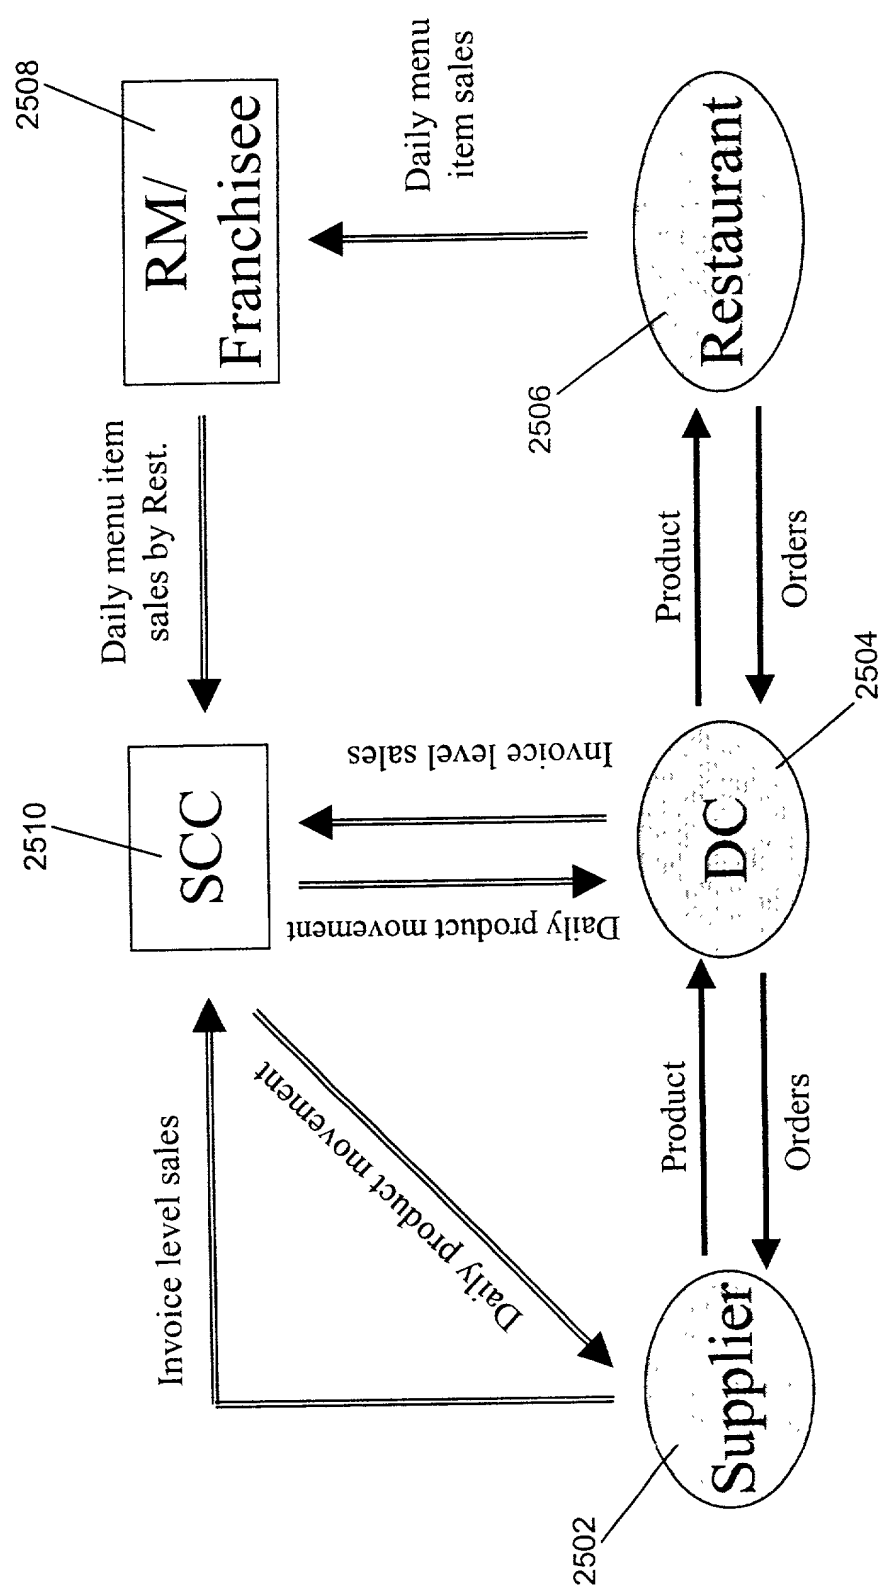 2510
2508
SCC
RM/
Franchisee
Daily menu item
sales by Rest.
Invoice level sales
Daily product movement
Daily product movement
Invoice level sales
Daily menu
item sales
2502
Supplier
Product
Orders
DC
2504
Product
Orders
2506
Restaurant